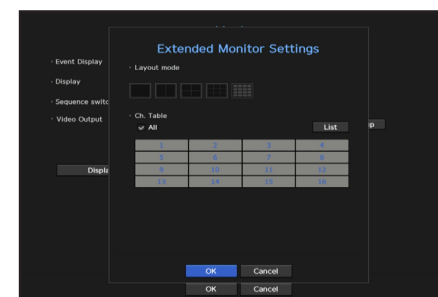 Extended Monitor Settings
· Event Display
· Layout mode
· Display
· Sequence switc
· Ch. Table
· Video Output
All
List
p
1 2 3 4
5 6 7 8
9 10 11 12
13 14 15 16
Displa
OK Cancel
OK Cancel